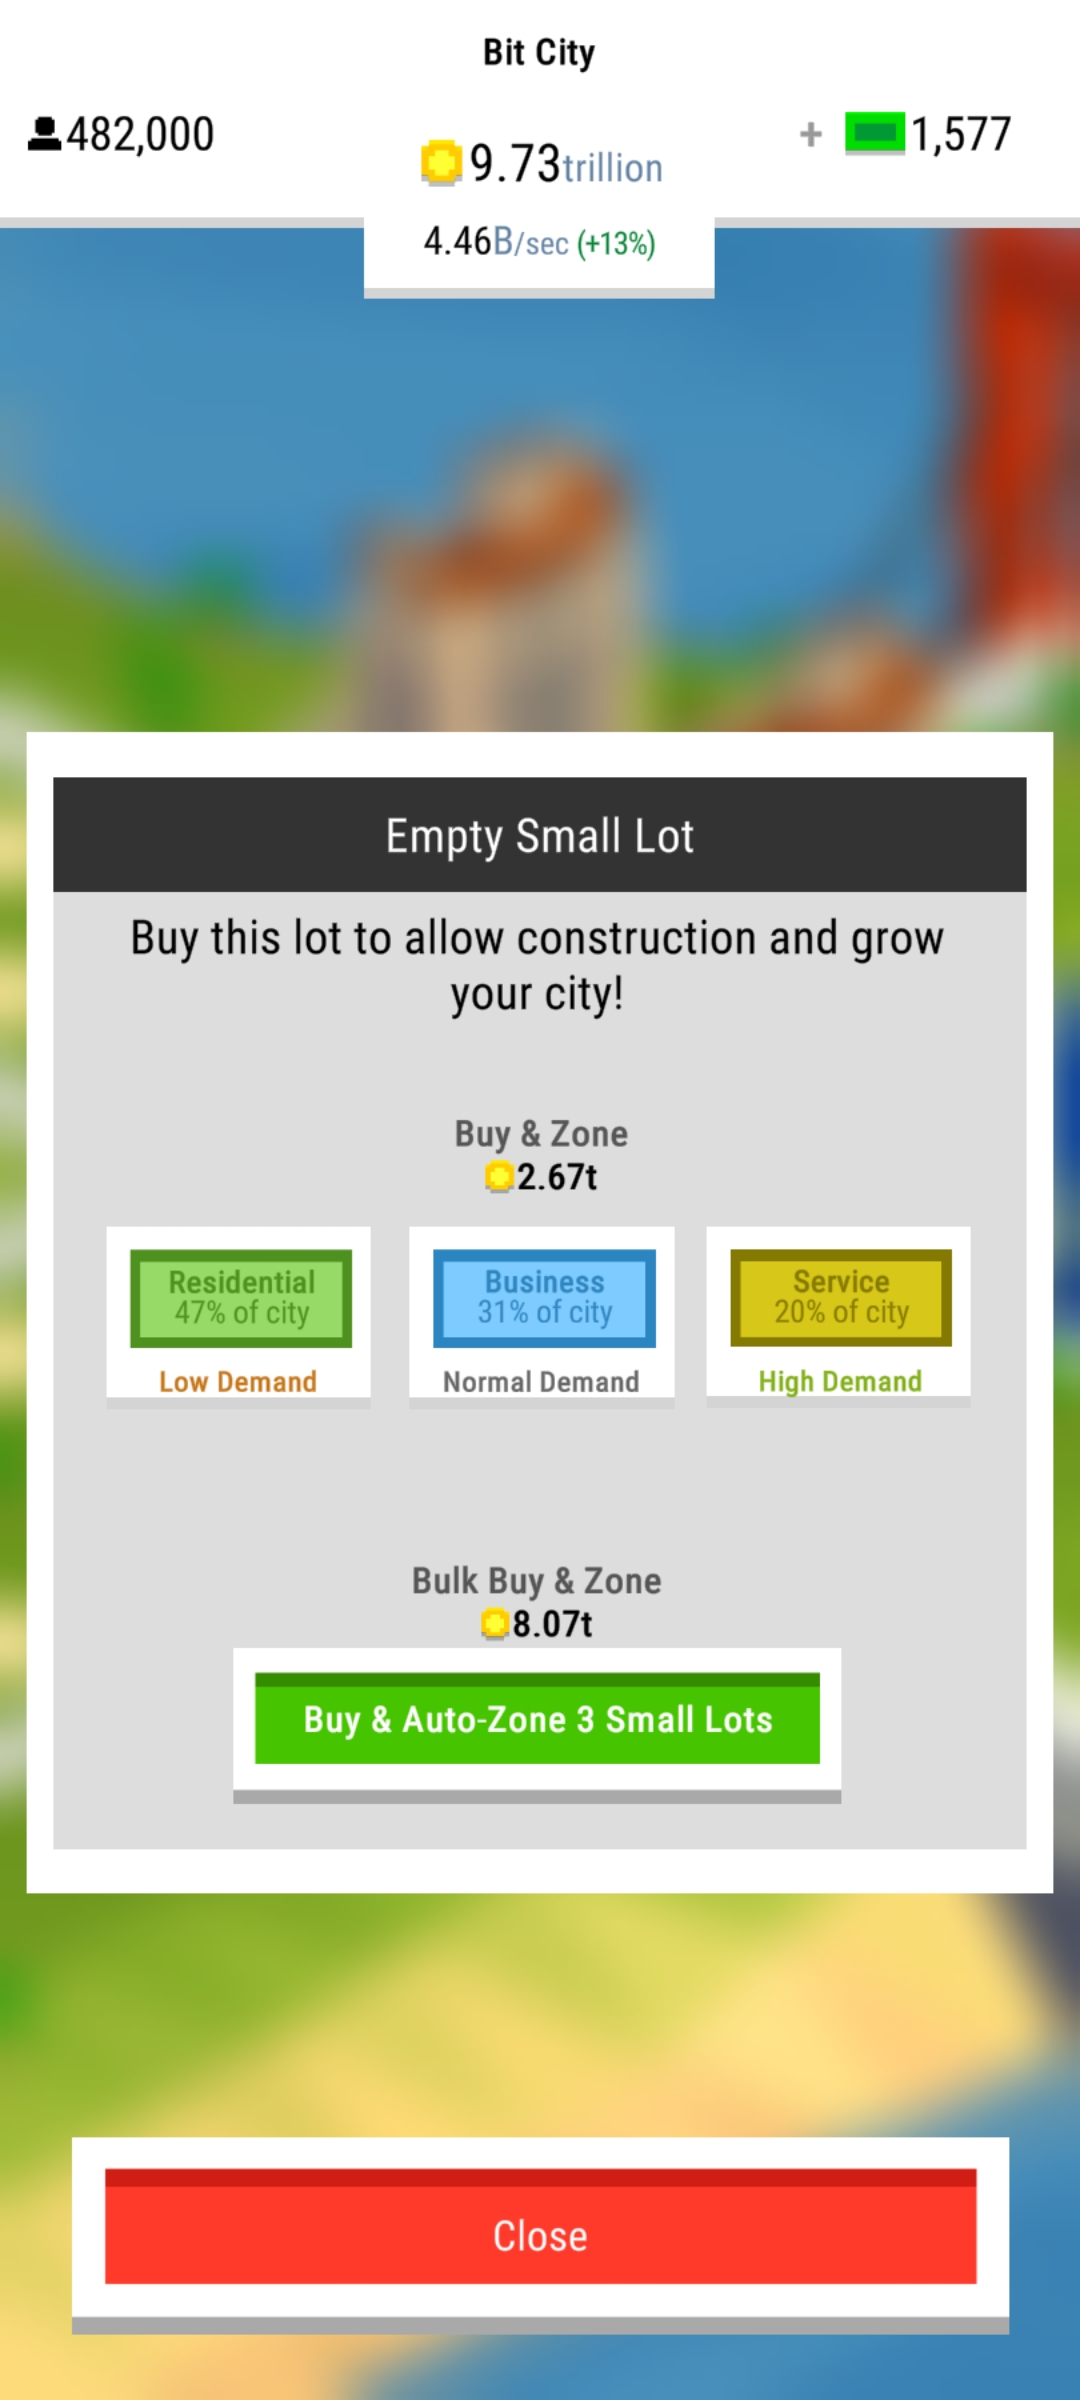 Bit City
482,000
9.73trillion
+ 1,577
4.46B/sec (+13%)
Empty Small Lot
Buy this lot to allow construction and grow
your city!
Buy & Zone
2.67t
Residential
47% of city
Low Demand
Business
31% of city
Normal Demand
Service
20% of city
High Demand
Bulk Buy & Zone
8.07t
Buy & Auto-Zone 3 Small Lots
Close